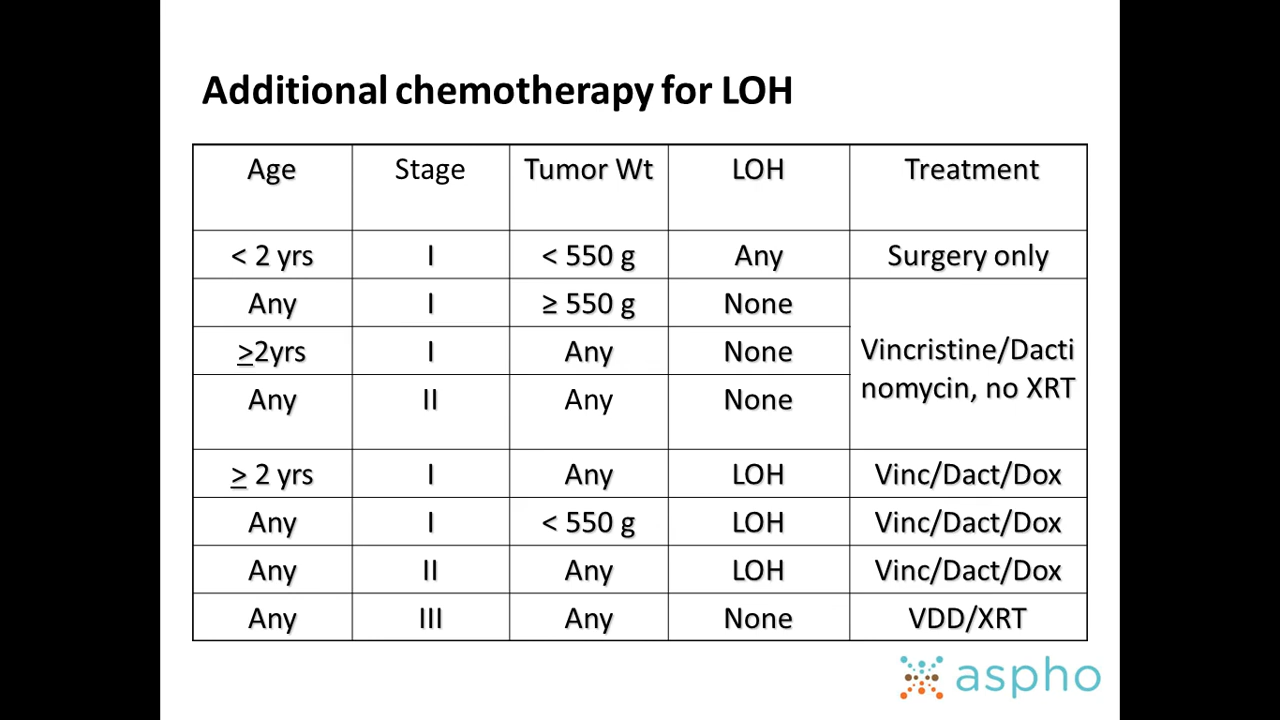 Additional chemotherapy for LOH
Age Stage Tumor Wt LOH Treatment
< 2 yrs I < 550 g Any Surgery only
Any I ≥ 550 g None
≥2yrs I Any None
Vincristine/Dacti
nomycin, no XRT
Any II Any None
≥ 2 yrs I Any LOH Vinc/Dact/Dox
Any I < 550 g LOH Vinc/Dact/Dox
Any II Any LOH Vinc/Dact/Dox
Any III Any None VDD/XRT
aspho